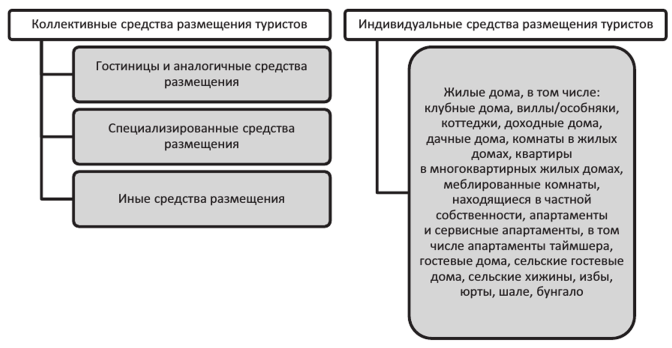 Коллективные средства размещения туристов
Гостиницы и аналогичные средства
размещения
Специализированные средства
размещения
Иные средства размещения
Индивидуальные средства размещения туристов
Жилые дома, в том числе:
клубные дома, виллы/особняки,
коттеджи, доходные дома,
дачные дома, комнаты в жилых
домах, квартиры
в многоквартирных жилых домах,
меблированные комнаты,
находящиеся в частной
собственности, апартаменты
и сервисные апартаменты, в том
числе апартаменты таймшера,
гостевые дома, сельские гостевые
дома, сельские хижины, избы,
юрты, шале, бунгало